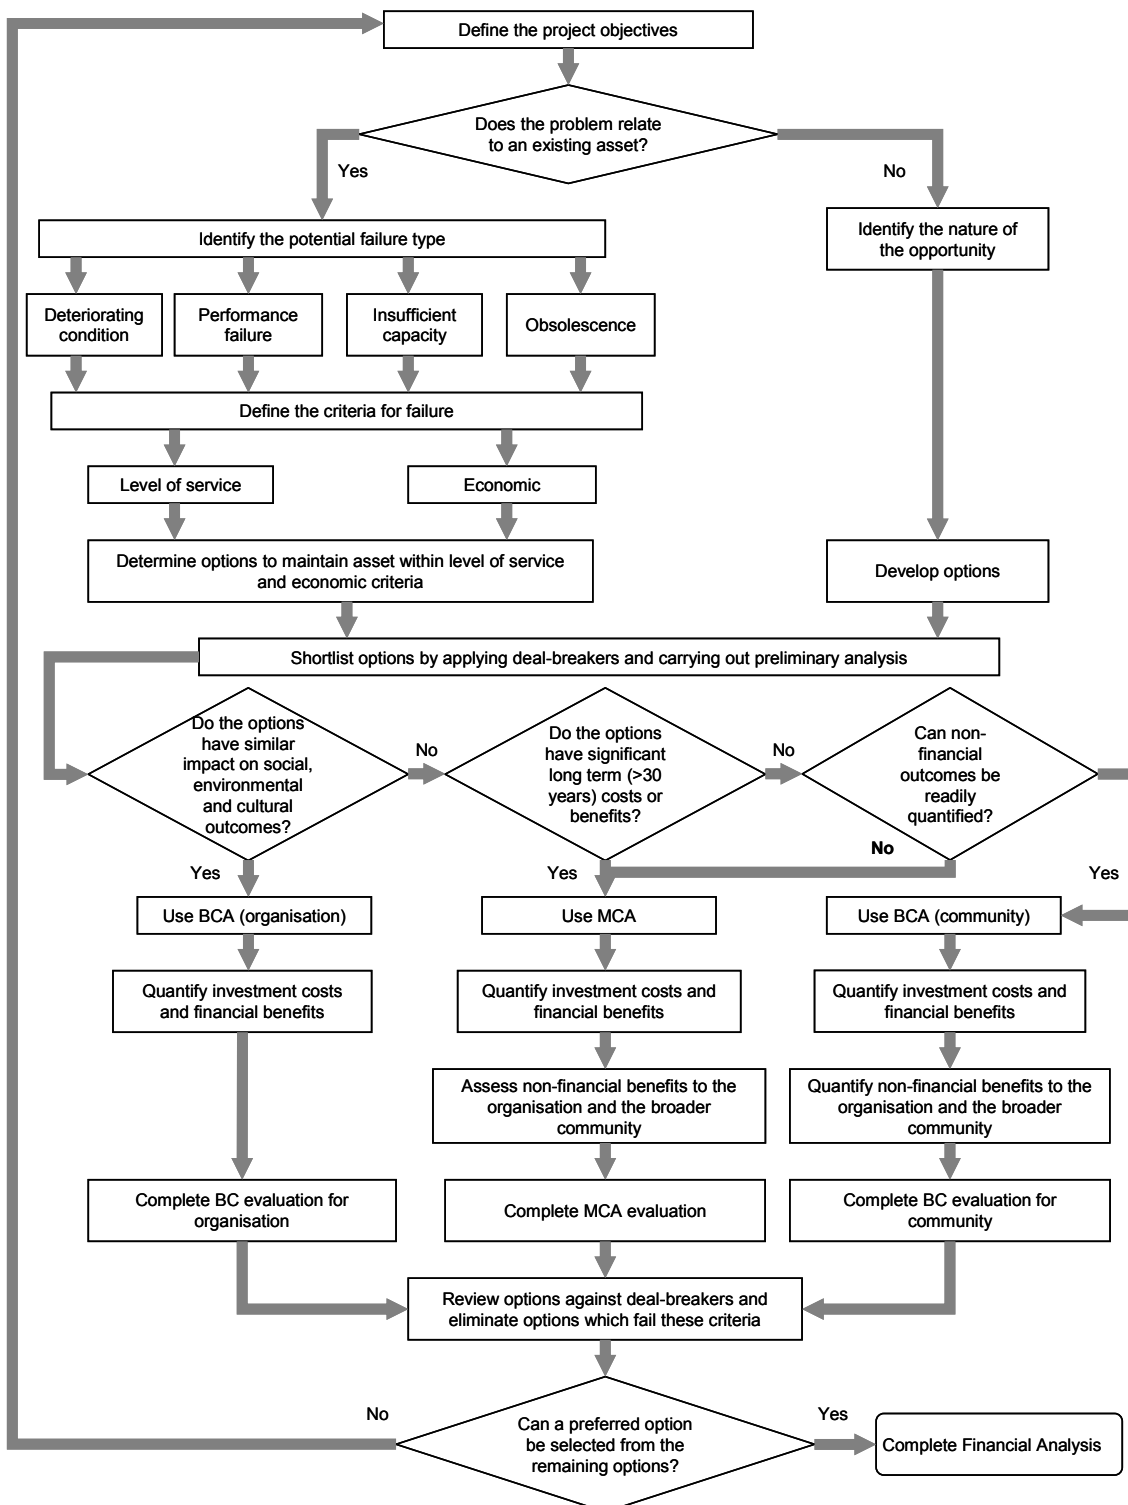 Define the project objectives
Does the problem relate
to an existing asset?
Yes
No
Identify the potential failure type
Identify the nature of
the opportunity
Deteriorating
condition
Performance
failure
Insufficient
capacity
Obsolescence
Define the criteria for failure
Level of service
Economic
Determine options to maintain asset within level of service
and economic criteria
Develop options
Shortlist options by applying deal-breakers and carrying out preliminary analysis
Do the options
have similar
impact on social,
environmental
and cultural
outcomes?
No
Do the options
have significant
long term (>30
years) costs or
benefits?
No
Can non-
financial
outcomes be
readily
quantified?
No
Yes
Yes
Yes
Use BCA (organisation)
Use MCA
Use BCA (community)
Quantify investment costs
and financial benefits
Quantify investment costs and
financial benefits
Quantify investment costs and
financial benefits
Assess non-financial benefits to the
organisation and the broader
community
Quantify non-financial benefits to the
organisation and the broader
community
Complete BC evaluation for
organisation
Complete MCA evaluation
Complete BC evaluation for
community
Review options against deal-breakers and
eliminate options which fail these criteria
No
Can a preferred option
be selected from the
remaining options?
Yes
Complete Financial Analysis